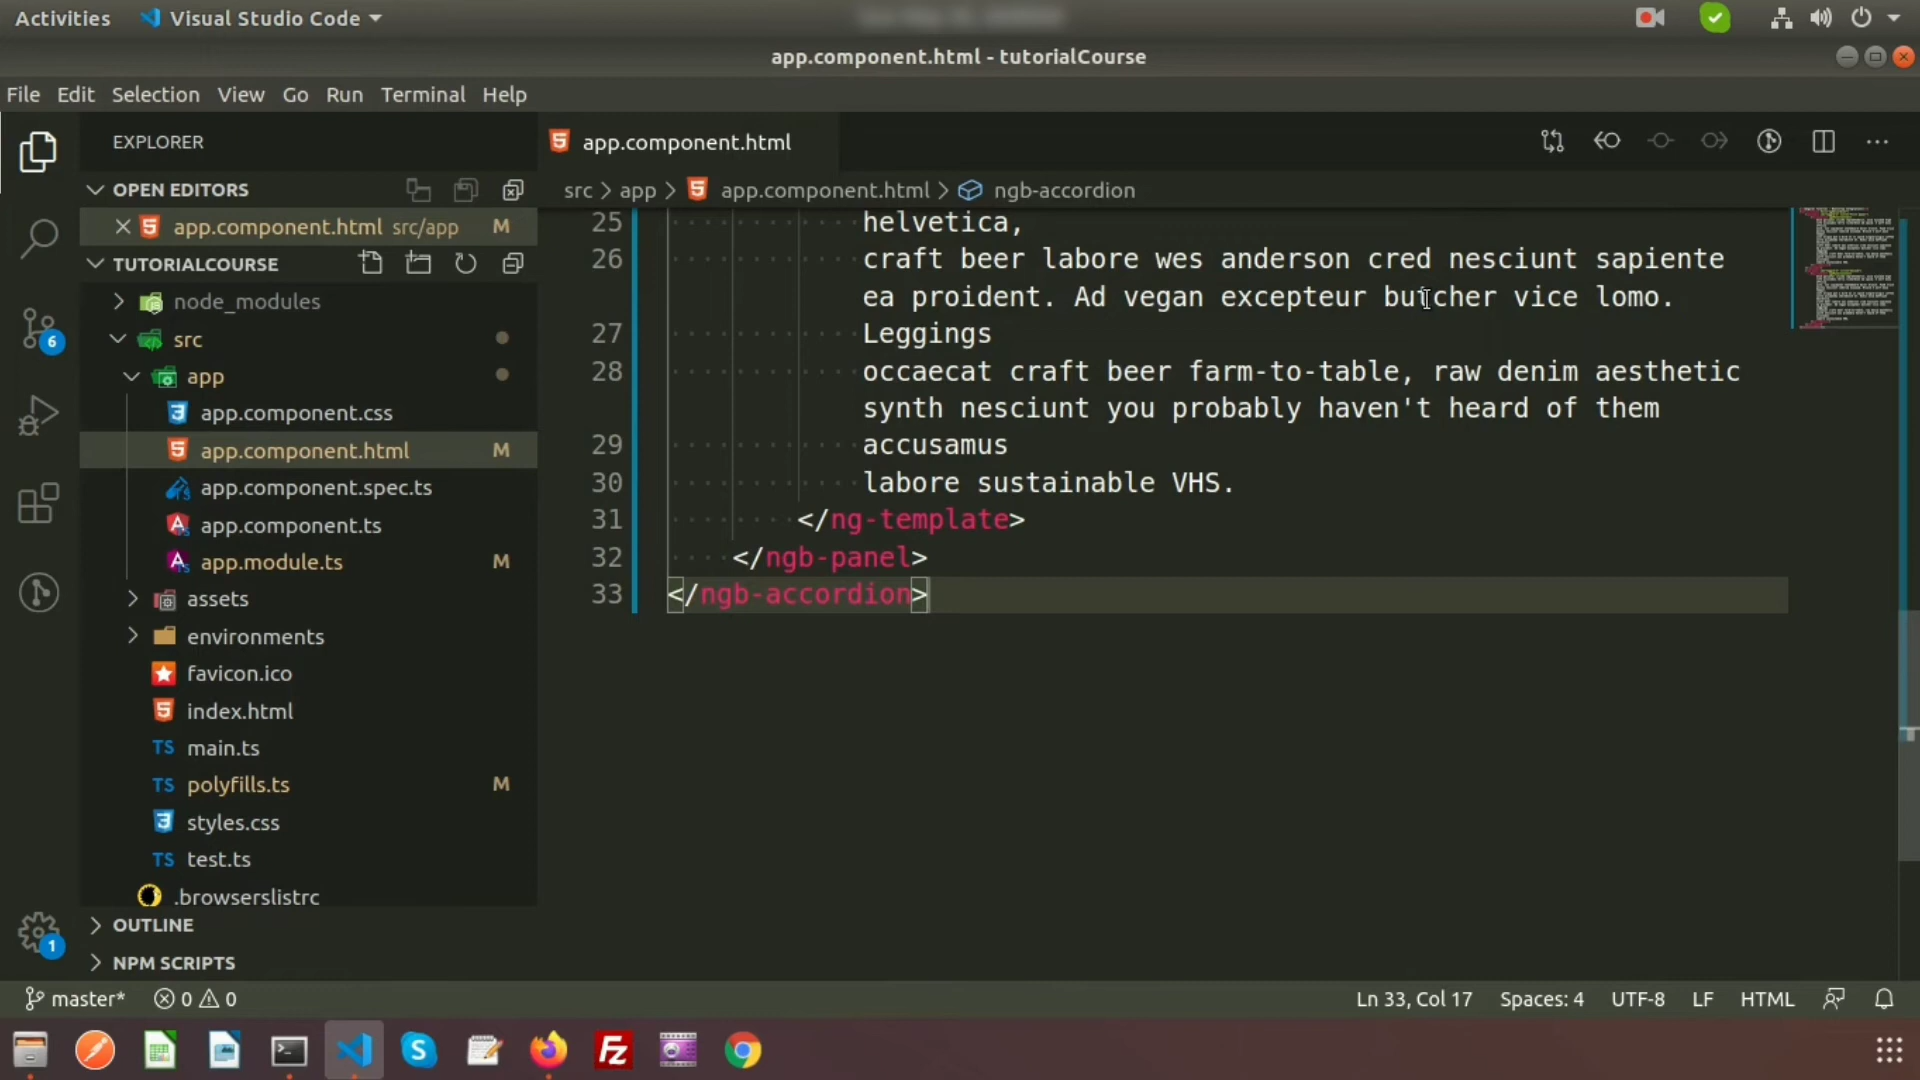 Activities
Visual Studio Code
app.component.html - tutorialCourse
File Edit Selection View Go Run Terminal Help
EXPLORER
app.component.html
OPEN EDITORS
src > app > app.component.html > ngb-accordion
app.component.html src/app M
TUTORIALCOURSE
node_modules
src
app
app.component.css
app.component.html M
app.component.spec.ts
app.component.ts
app.module.ts M
assets
environments
favicon.ico
index.html
main.ts
polyfills.ts M
styles.css
test.ts
.browserslistrc
OUTLINE
NPM SCRIPTS
6
1
25 helvetica,
26 craft beer labore wes anderson cred nesciunt sapiente
ea proident. Ad vegan excepteur butcher vice lomo.
27 Leggings
28 occaecat craft beer farm-to-table, raw denim aesthetic
synth nesciunt you probably haven't heard of them
29 accusamus
30 labore sustainable VHS.
31 </ng-template>
32 </ngb-panel>
33 </ngb-accordion>
master* 0 0
Ln 33, Col 17 Spaces: 4 UTF-8 LF HTML